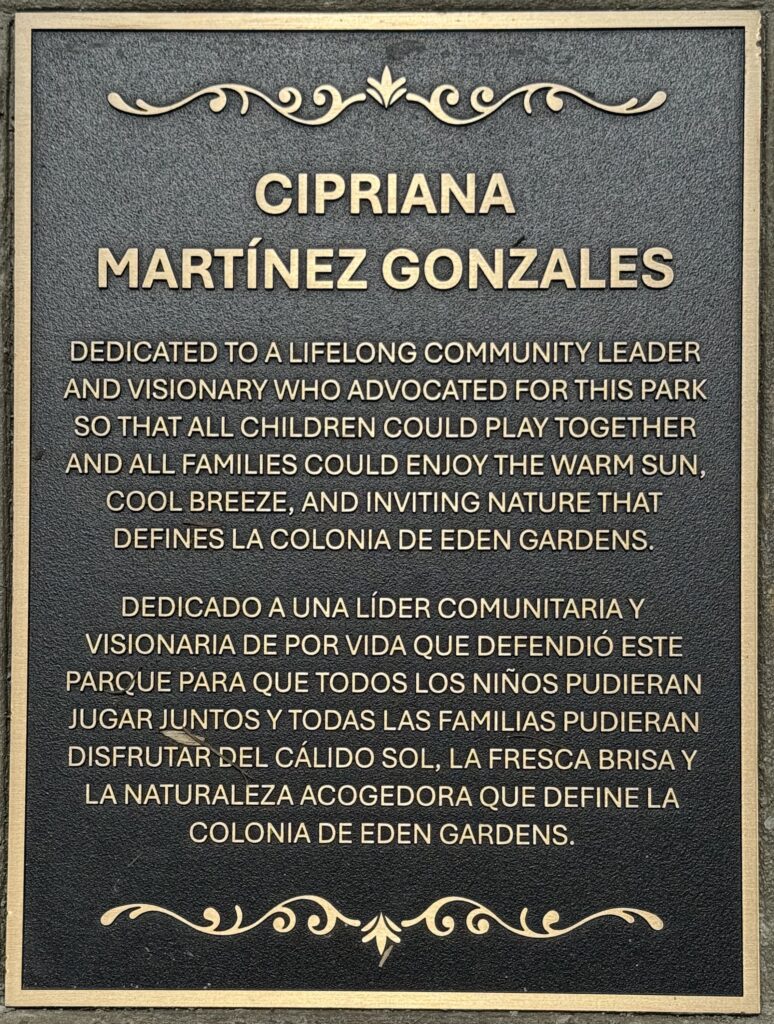 CIPRIANA
MARTÍNEZ GONZALES
DEDICATED TO A LIFELONG COMMUNITY LEADER
AND VISIONARY WHO ADVOCATED FOR THIS PARK
SO THAT ALL CHILDREN COULD PLAY TOGETHER
AND ALL FAMILIES COULD ENJOY THE WARM SUN,
COOL BREEZE, AND INVITING NATURE THAT
DEFINES LA COLONIA DE EDEN GARDENS.
DEDICADO A UNA LÍDER COMUNITARIA Y
VISIONARIA DE POR VIDA QUE DEFENDIÓ ESTE
PARQUE PARA QUE TODOS LOS NIÑOS PUDIERAN
JUGAR JUNTOS Y TODAS LAS FAMILIAS PUDIERAN
DISFRUTAR DEL CÁLIDO SOL, LA FRESCA BRISA Y
LA NATURALEZA ACOGEDORA QUE DEFINE LA
COLONIA DE EDEN GARDENS.